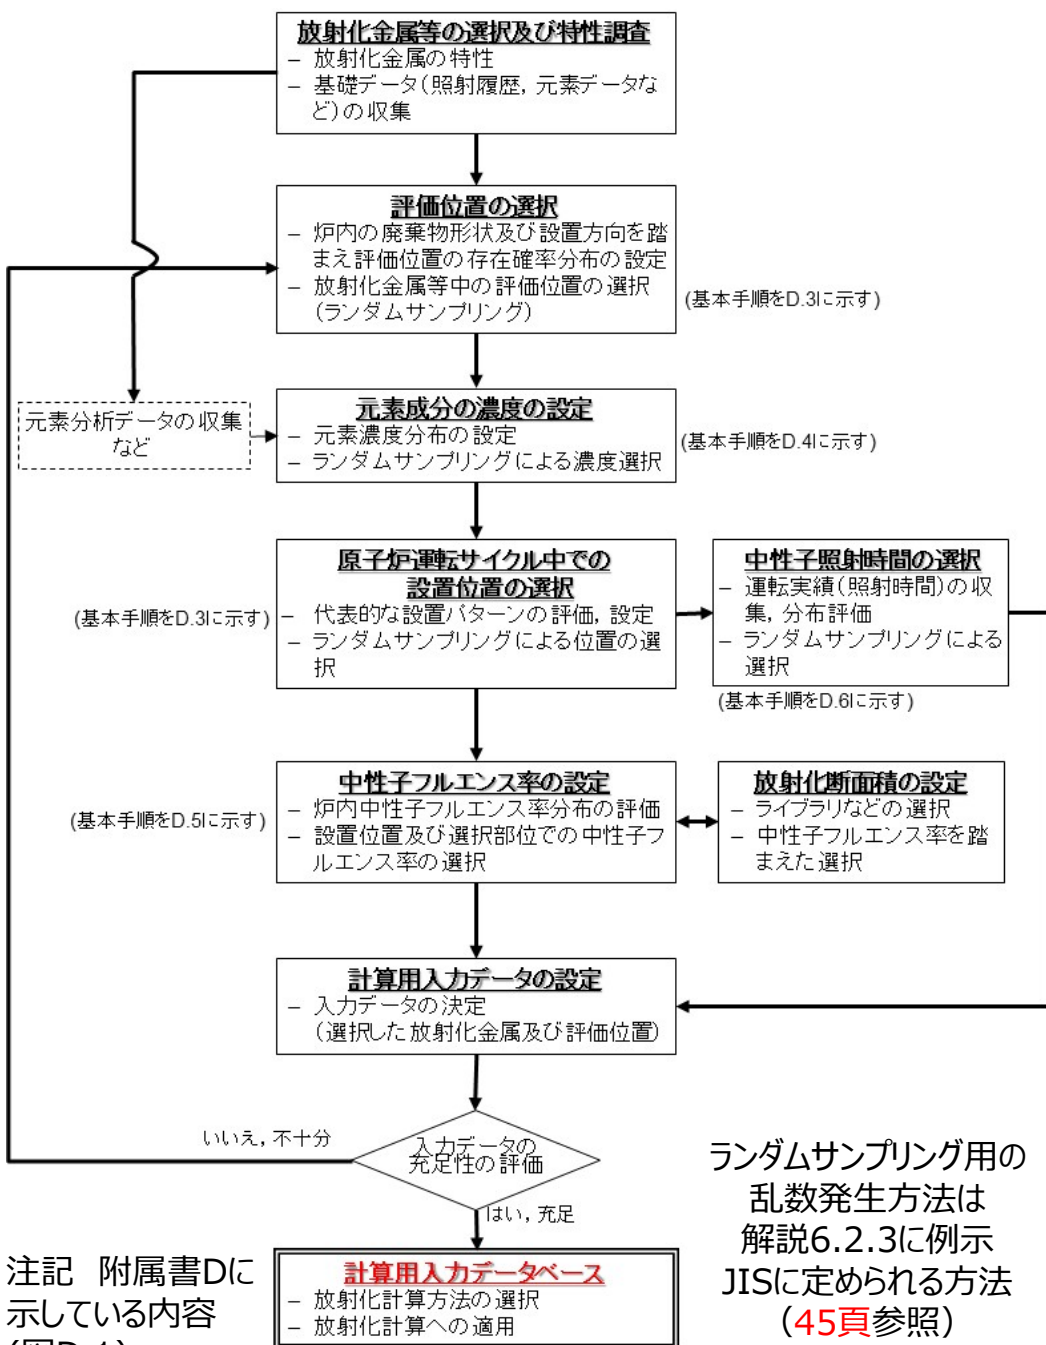 放射化金属等の選択及び特性調査
– 放射化金属の特性
– 基礎データ(照射履歴, 元素データな
ど)の収集
評価位置の選択
– 炉内の廃棄物形状及び設置方向を踏
まえ評価位置の存在確率分布の設定
– 放射化金属等中の評価位置の選択
(ランダムサンプリング)
(基本手順をD.3に示す)
元素分析データの収集
など
元素成分の濃度の設定
– 元素濃度分布の設定
– ランダムサンプリングによる濃度選択
(基本手順をD.4に示す)
原子炉運転サイクル中での
設置位置の選択
– 代表的な設置パターンの評価, 設定
– ランダムサンプリングによる位置の選
択
(基本手順をD.3に示す)
中性子照射時間の選択
– 運転実績(照射時間)の収
集, 分布評価
– ランダムサンプリングによる
選択
(基本手順をD.6に示す)
中性子フルエンス率の設定
– 炉内中性子フルエンス率分布の評価
– 設置位置及び選択部位での中性子フ
ルエンス率の選択
(基本手順をD.5に示す)
放射化断面積の設定
– ライブラリなどの選択
– 中性子フルエンス率を踏
まえた選択
計算用入力データの設定
– 入力データの決定
(選択した放射化金属及び評価位置)
入力データの
充足性の評価
いいえ, 不十分
はい, 充足
計算用入力データベース
– 放射化計算方法の選択
– 放射化計算への適用
ランダムサンプリング用の
乱数発生方法は
解説6.2.3に例示
JISに定められる方法
(45頁参照)
注記 附属書Dに
示している内容